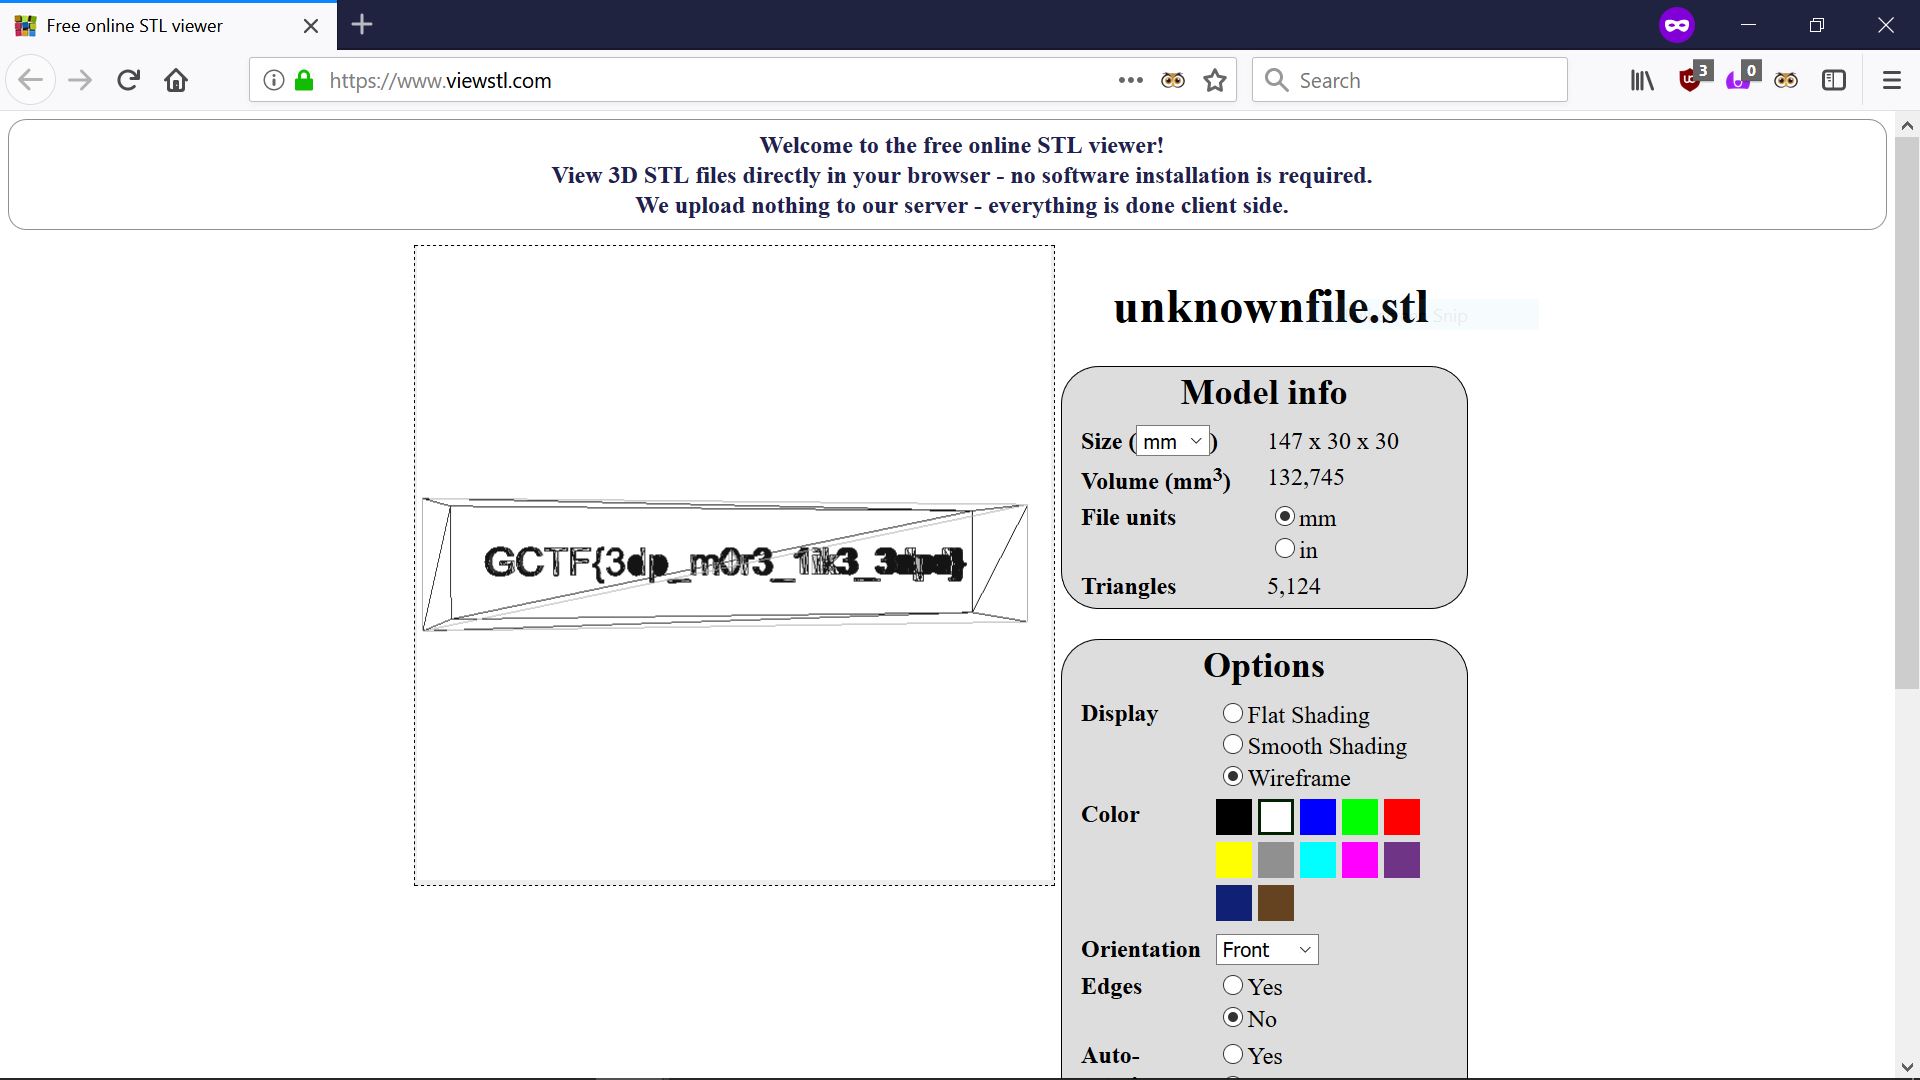 Free online STL viewer
https://www.viewstl.com
Search
3
0
Welcome to the free online STL viewer!
View 3D STL files directly in your browser - no software installation is required.
We upload nothing to our server - everything is done client side.
GCTF{3dp_m0r3_1ik3_
unknownfile.stl
Snip
Model info
Size (mm) 147 x 30 x 30
Volume (mm³) 132,745
File units mm
in
Triangles 5,124
Options
Display Flat Shading
Smooth Shading
Wireframe
Color
Orientation Front
Edges Yes
No
Auto- Yes